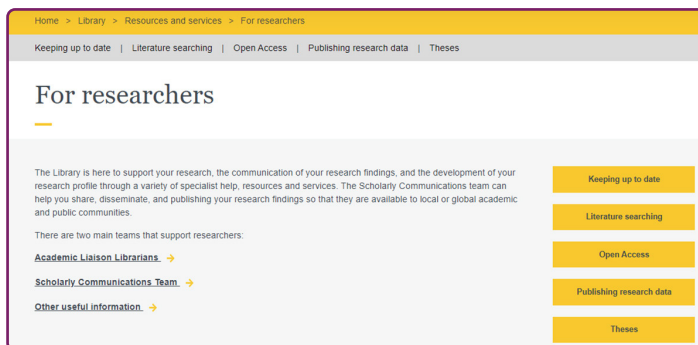 Home > Library > Resources and services > For researchers
Keeping up to date | Literature searching | Open Access | Publishing research data | Theses
For researchers
The Library is here to support your research, the communication of your research findings, and the development of your
research profile through a variety of specialist help, resources and services. The Scholarly Communications team can
help you share, disseminate, and publishing your research findings so that they are available to local or global academic
and public communities.
There are two main teams that support researchers:
Academic Liaison Librarians →
Scholarly Communications Team →
Other useful information →
Keeping up to date
Literature searching
Open Access
Publishing research data
Theses